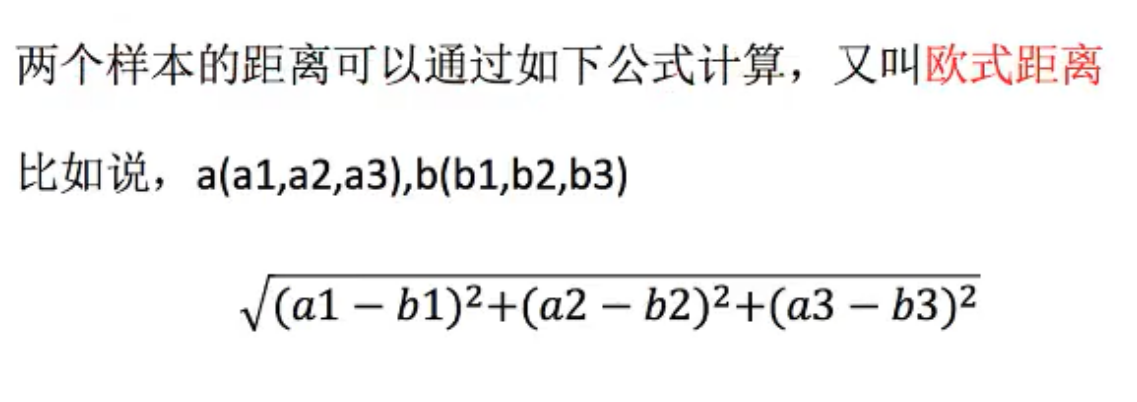 两个样本的距离可以通过如下公式计算，又叫欧式距离
比如说，a(a1,a2,a3),b(b1,b2,b3)
√(a1 − b1)²+(a2 − b2)²+(a3 − b3)²